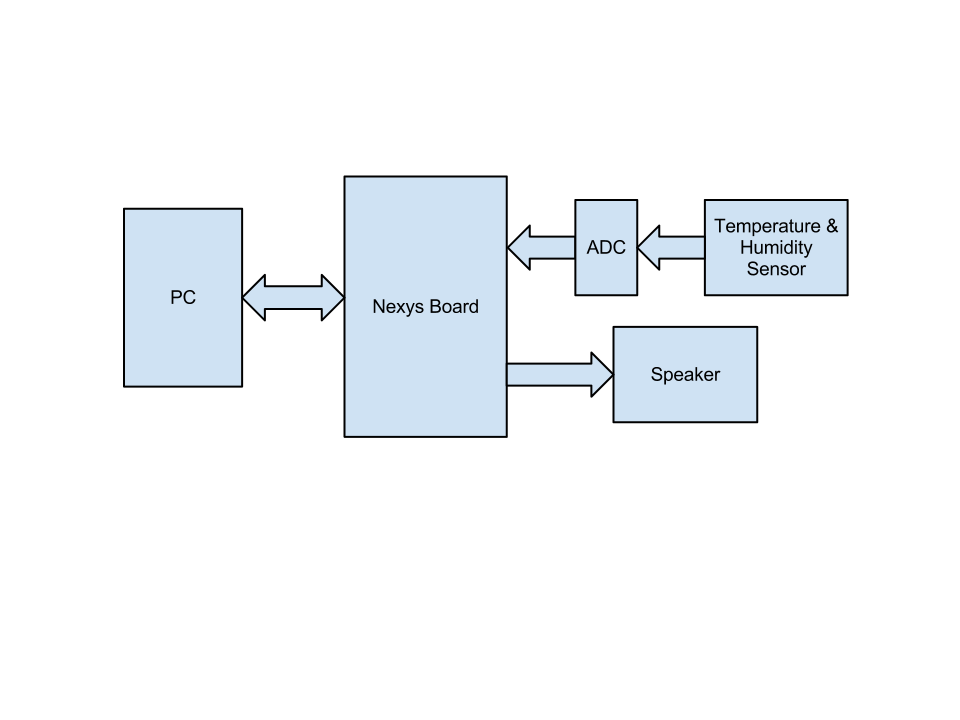 PC
Nexys Board
ADC
Temperature &
Humidity
Sensor
Speaker